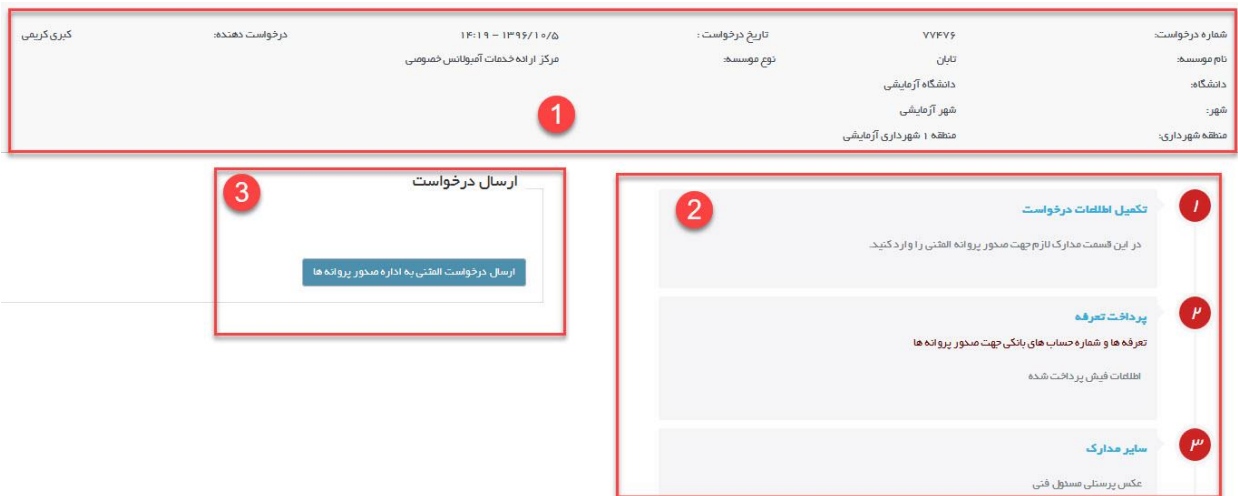 شماره درخواست: ۷۷۴۷۶ تاریخ درخواست : ۱۳۹۶/۱۰/۵ – ۱۴:۱۹ درخواست دهنده: کبری کریمی
نام موسسه: تابان نوع موسسه: مرکز ارائه خدمات آمبولانس خصوصی
دانشگاه: دانشگاه آزمایشی
شهر: شهر آزمایشی
منطقه شهرداری: منطقه ۱ شهرداری آزمایشی
1
2
۱
تکمیل اطلاعات درخواست
در این قسمت مدارک لازم جهت صدور پروانه المثنی را وارد کنید.
۲
پرداخت تعرفه
تعرفه ها و شماره حساب های بانکی جهت صدور پروانه ها
اطلاعات فیش پرداخت شده
۳
سایر مدارک
عکس پرسنلی مسئول فنی
3
ارسال درخواست
ارسال درخواست المثنی به اداره صدور پروانه ها